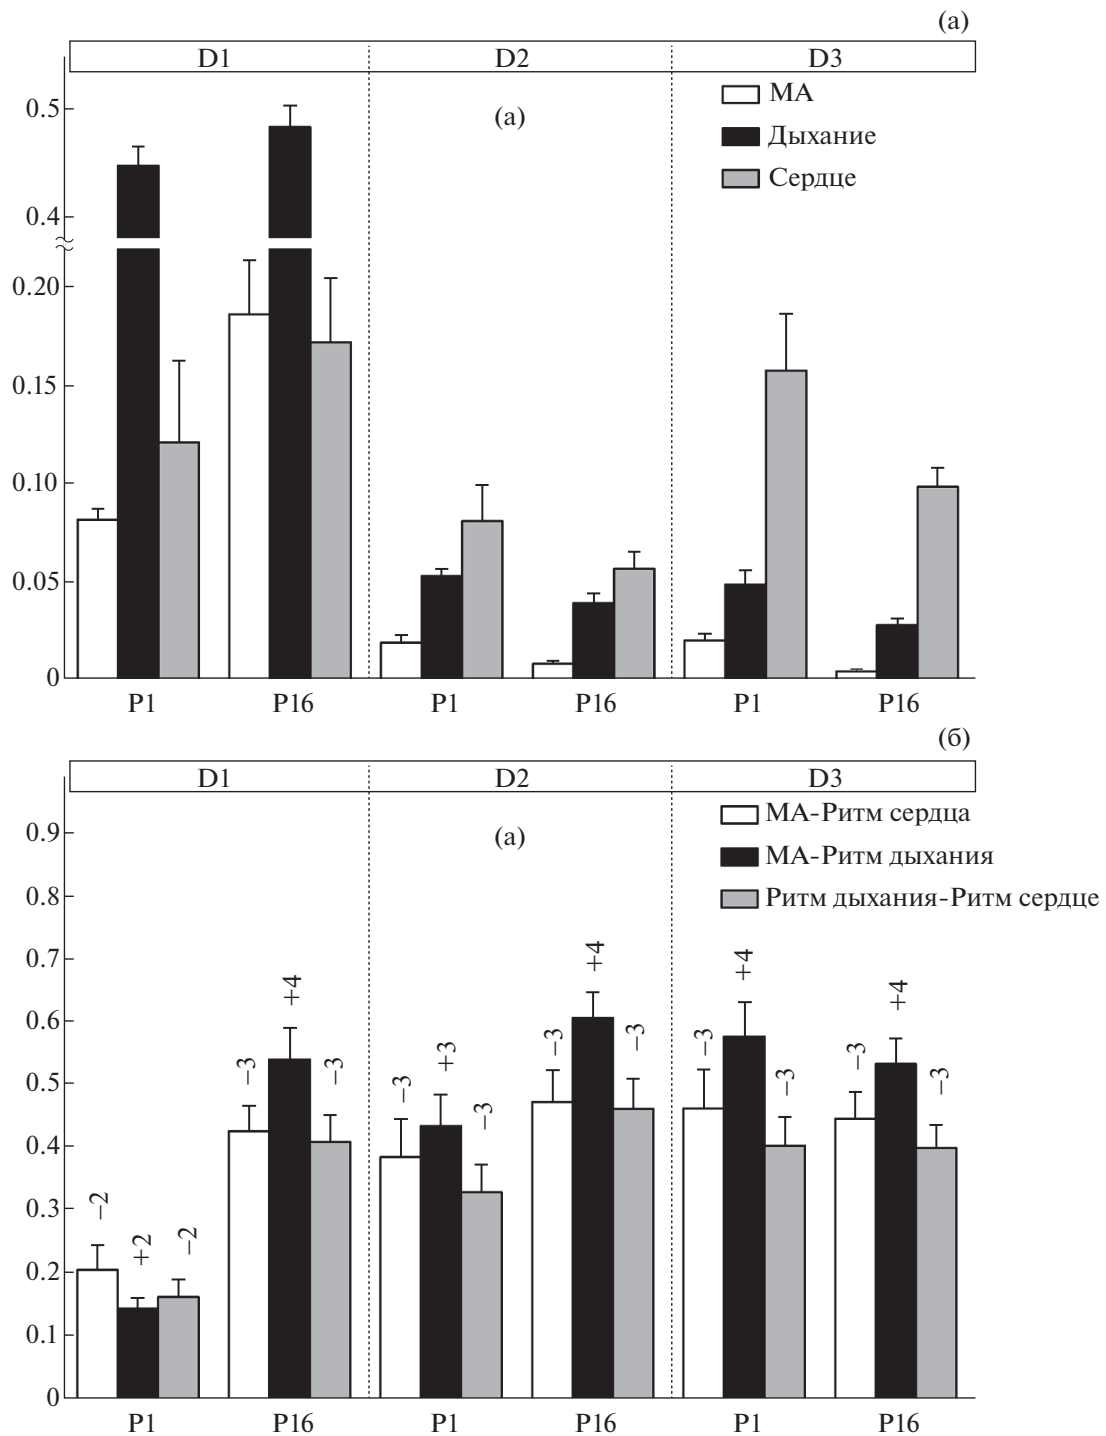 (а)
D1 D2 D3
МА
(а)
Дыхание
Сердце
0.5
0.4
0.20
0.15
0.10
0.05
0
P1 P16 P1 P16 P1 P16
(б)
D1 D2 D3
МА-Ритм сердца
(а)
МА-Ритм дыхания
Ритм дыхания-Ритм сердце
0.9
0.8
0.7
0.6
0.5
0.4
0.3
0.2
0.1
0
−2 +2 −2 −3 +4 −3 −3 +3 −3 −3 +4 −3 −3 +4 −3 −3 +4 −3
P1 P16 P1 P16 P1 P16